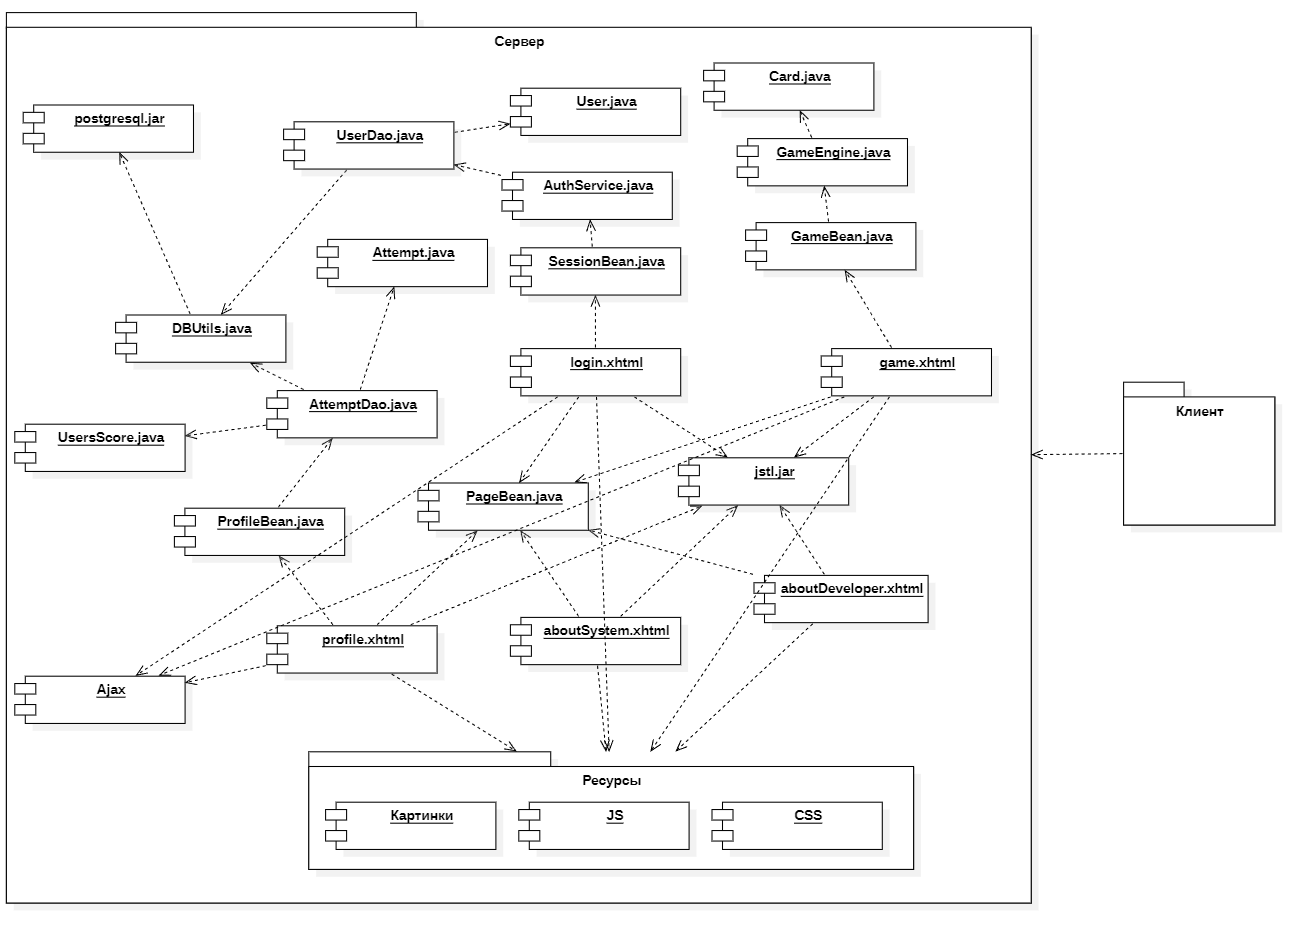 Сервер
Card.java
User.java
postgresql.jar
UserDao.java
GameEngine.java
AuthService.java
GameBean.java
Attempt.java
SessionBean.java
DBUtils.java
login.xhtml
game.xhtml
AttemptDao.java
Клиент
UsersScore.java
jstl.jar
PageBean.java
ProfileBean.java
aboutDeveloper.xhtml
aboutSystem.xhtml
profile.xhtml
Ajax
Ресурсы
Картинки
JS
CSS